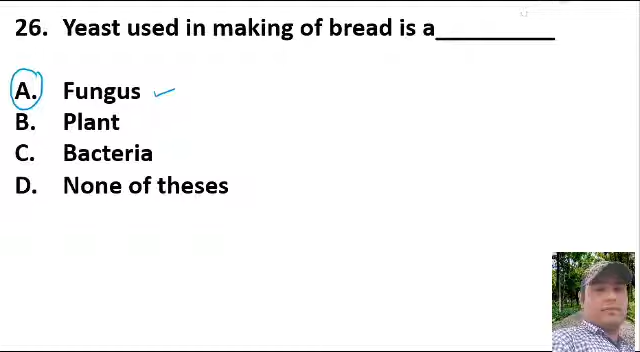 26. Yeast used in making of bread is a__________
A. Fungus
B. Plant
C. Bacteria
D. None of theses